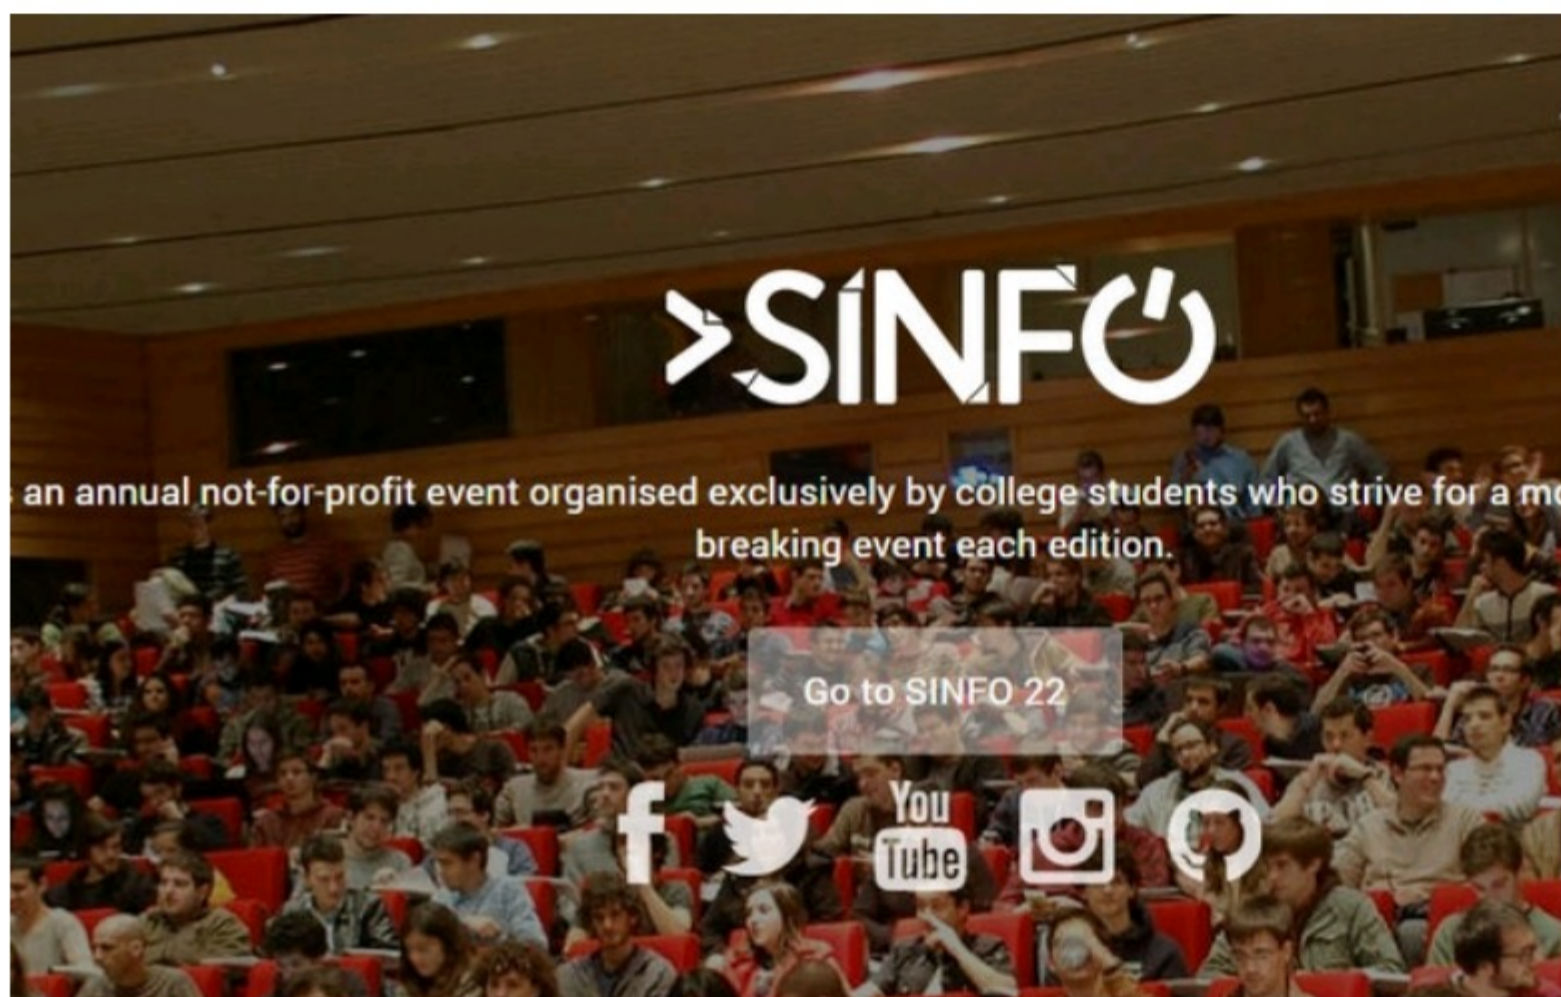 >SINFO
an annual not-for-profit event organised exclusively by college students who strive for a
breaking event each edition.
Go to SINFO 22
f
You
Tube